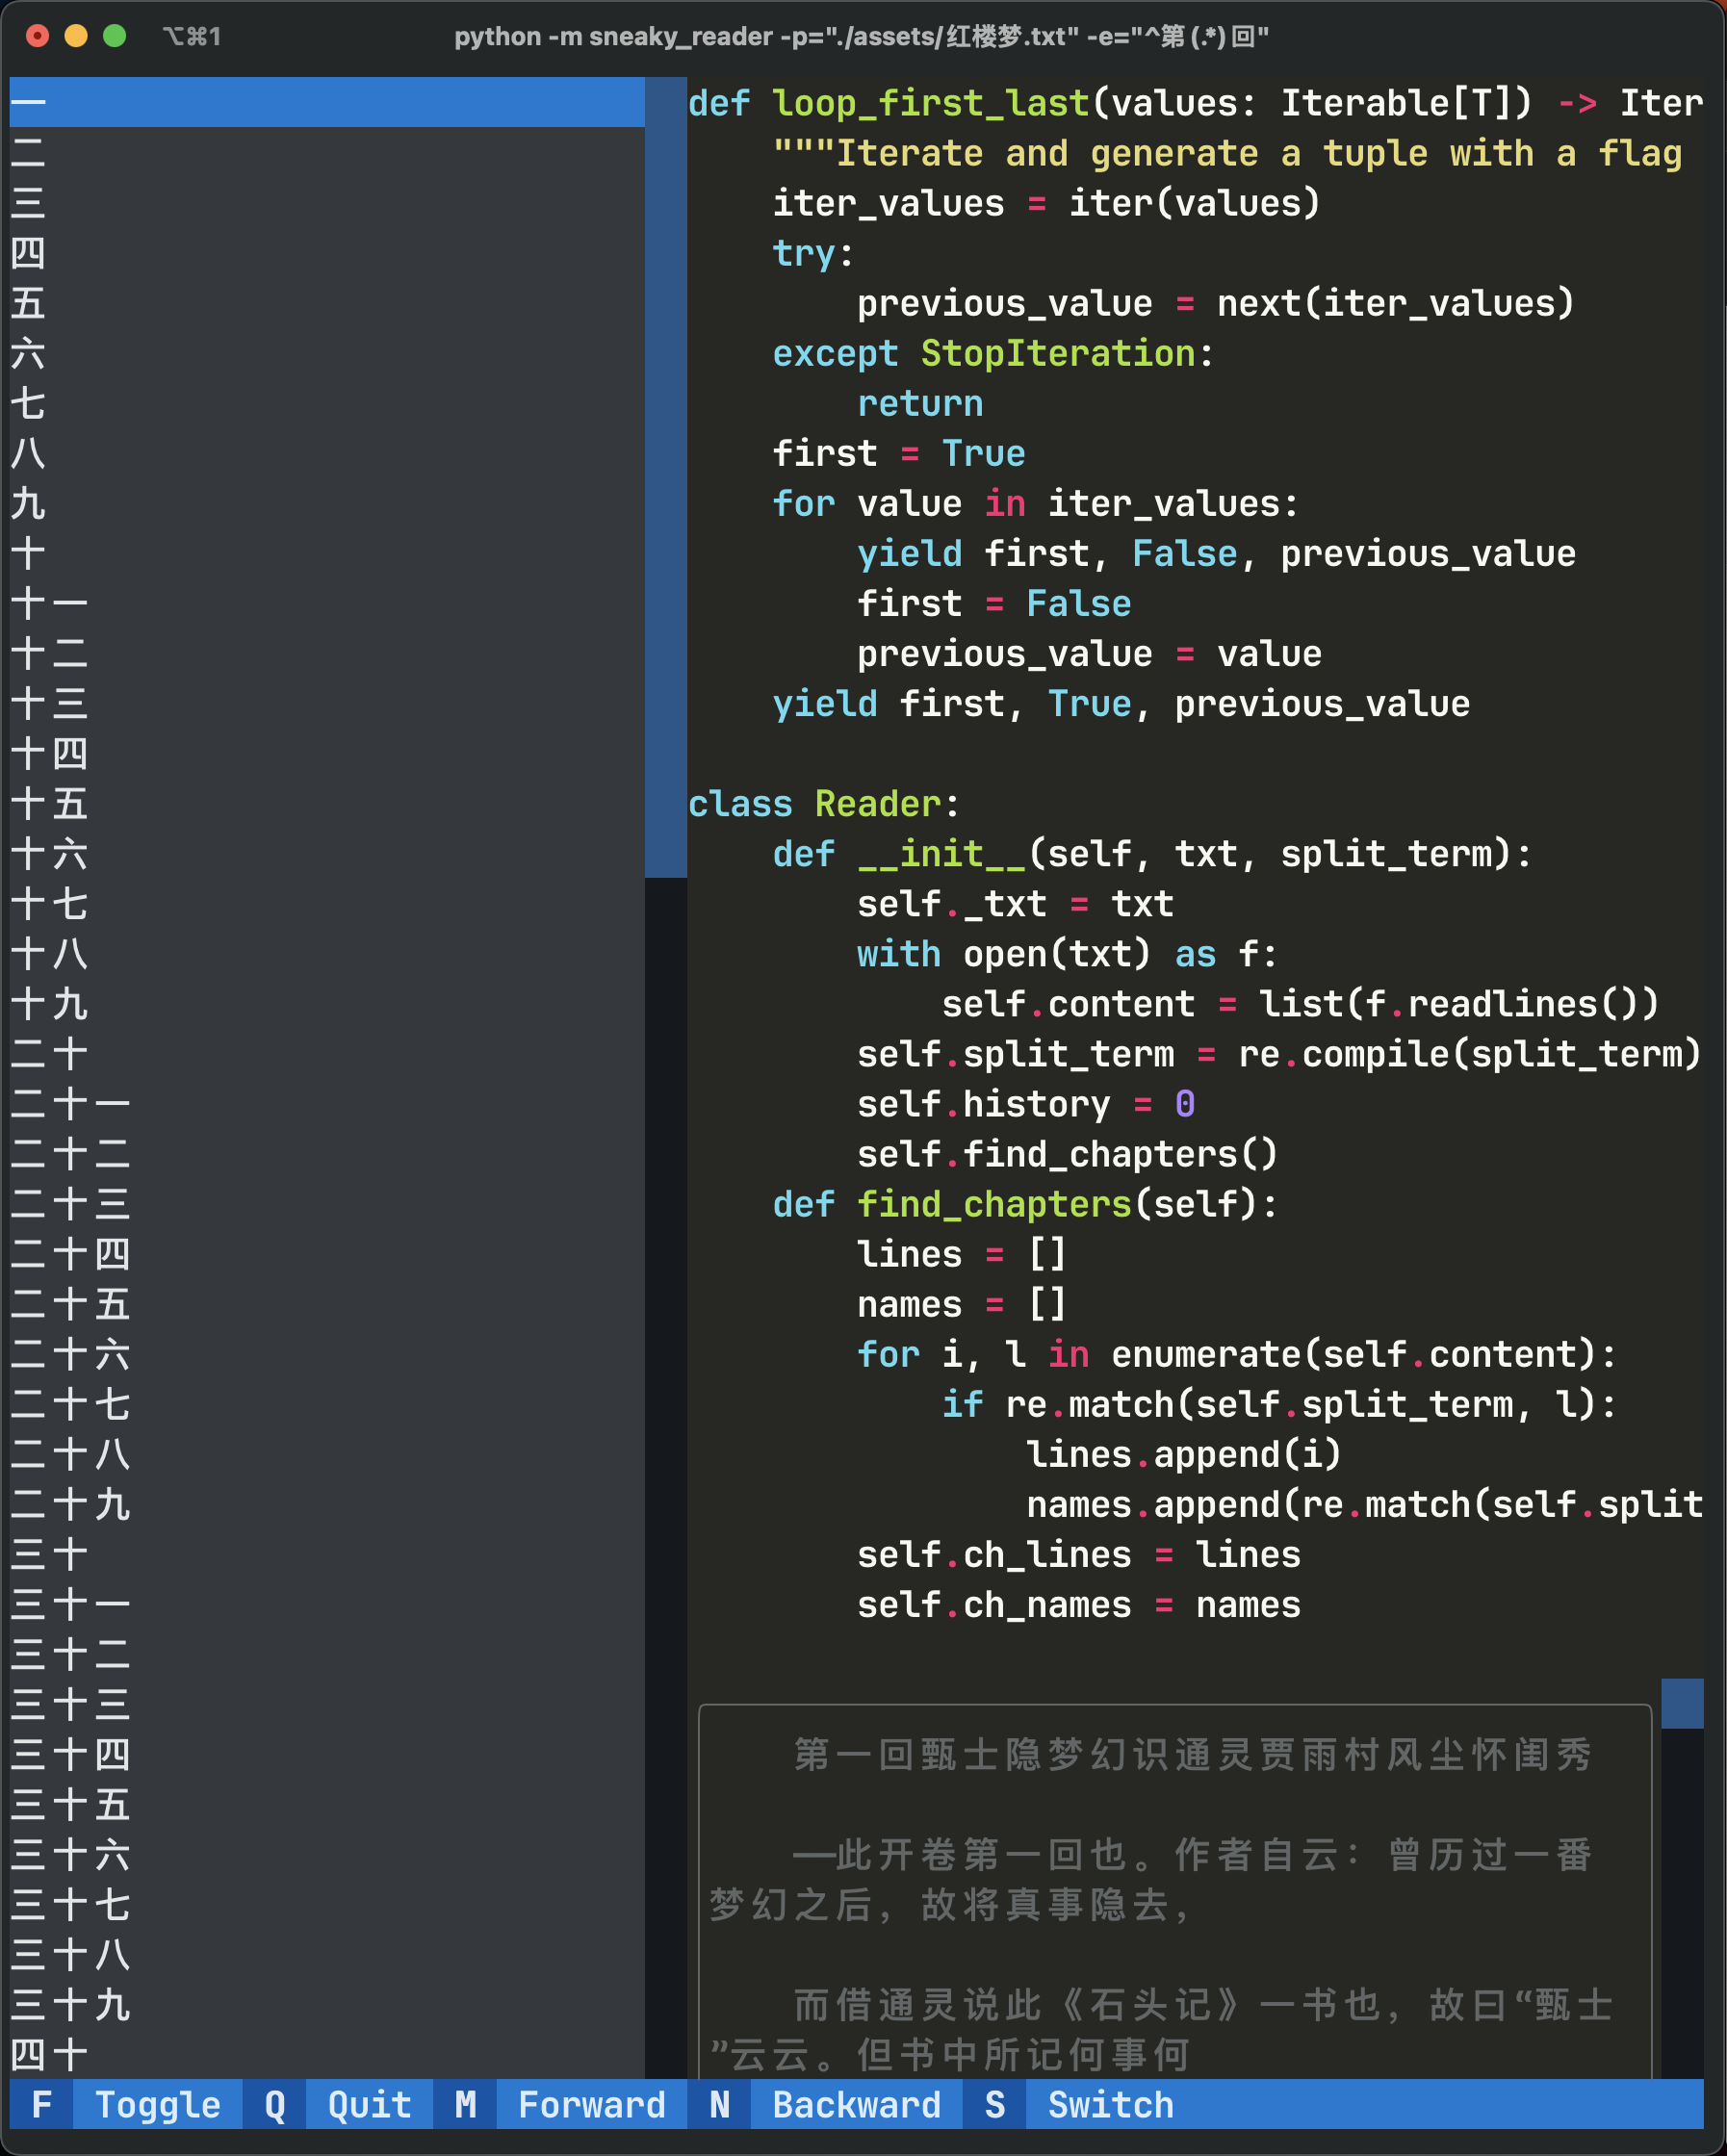 ⌥⌘1
python -m sneaky_reader -p="./assets/红楼梦.txt" -e="^第(.*)回"
一
二
三
四
五
六
七
八
九
十
十一
十二
十三
十四
十五
十六
十七
十八
十九
二十
二十一
二十二
二十三
二十四
二十五
二十六
二十七
二十八
二十九
三十
三十一
三十二
三十三
三十四
三十五
三十六
三十七
三十八
三十九
四十
def loop_first_last(values: Iterable[T]) -> Iter
    """Iterate and generate a tuple with a flag
    iter_values = iter(values)
    try:
        previous_value = next(iter_values)
    except StopIteration:
        return
    first = True
    for value in iter_values:
        yield first, False, previous_value
        first = False
        previous_value = value
    yield first, True, previous_value
class Reader:
    def __init__(self, txt, split_term):
        self._txt = txt
        with open(txt) as f:
            self.content = list(f.readlines())
        self.split_term = re.compile(split_term)
        self.history = 0
        self.find_chapters()
    def find_chapters(self):
        lines = []
        names = []
        for i, l in enumerate(self.content):
            if re.match(self.split_term, l):
                lines.append(i)
                names.append(re.match(self.split
        self.ch_lines = lines
        self.ch_names = names
第一回甄士隐梦幻识通灵贾雨村风尘怀闺秀
—此开卷第一回也。作者自云：曾历过一番
梦幻之后，故将真事隐去，
而借通灵说此《石头记》一书也，故曰“甄士
”云云。但书中所记何事何
F Toggle Q Quit M Forward N Backward S Switch